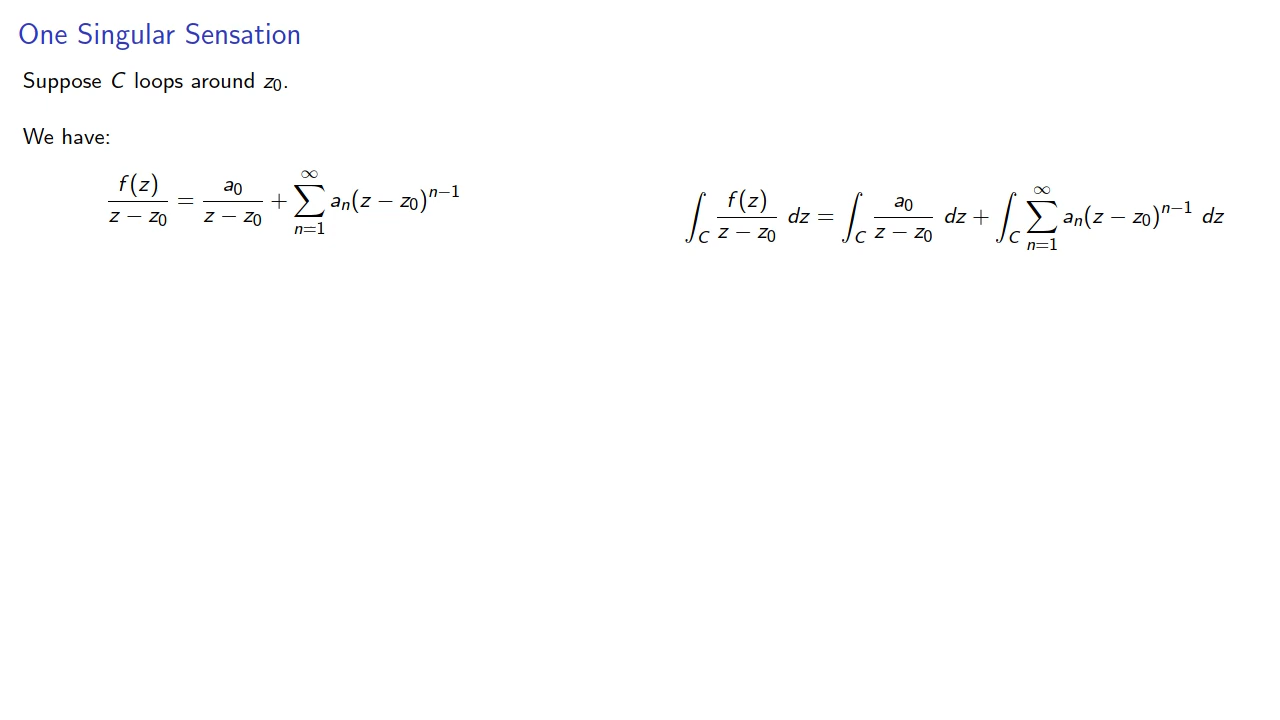 One Singular Sensation
Suppose C loops around z₀.
We have:
f(z)/(z − z₀) = a₀/(z − z₀) + ∑_{n=1}^{∞} aₙ(z − z₀)^{n−1}
∫_C f(z)/(z − z₀) dz = ∫_C a₀/(z − z₀) dz + ∫_C ∑_{n=1}^{∞} aₙ(z − z₀)^{n−1} dz